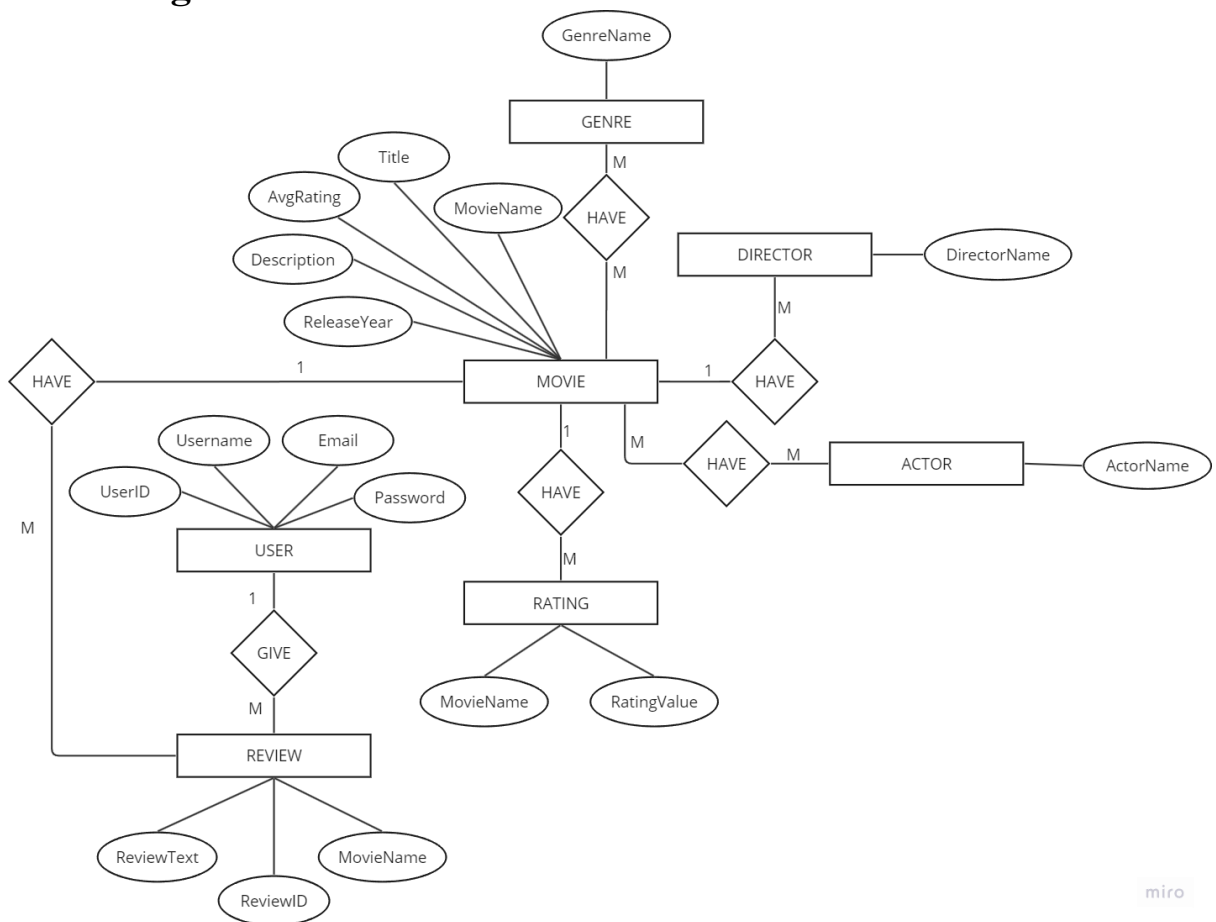 GenreName
GENRE
M
Title
AvgRating
MovieName
HAVE
DIRECTOR
DirectorName
Description
M
M
ReleaseYear
HAVE
1
MOVIE
1
HAVE
Username
Email
1
M
HAVE
M
ACTOR
ActorName
UserID
Password
HAVE
M
USER
M
1
RATING
GIVE
MovieName
RatingValue
M
REVIEW
ReviewText
MovieName
ReviewID
miro